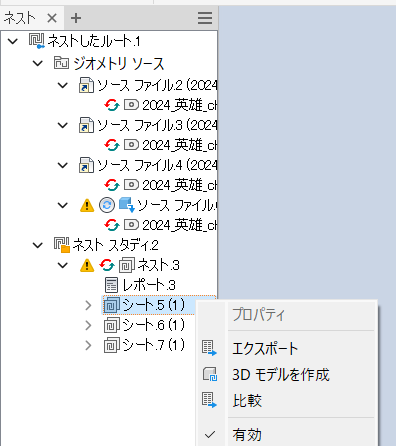 ネスト
ネストしたルート.1
ジオメトリ ソース
ソース ファイル.2 (2024
2024_英雄_ch
ソース ファイル.3 (2024
2024_英雄_ch
ソース ファイル.4 (2024
2024_英雄_ch
ソース ファイル.
2024_英雄_ch
ネスト スタディ.2
ネスト.3
レポート.3
シート.5 (1)
シート.6 (1)
シート.7 (1)
プロパティ
エクスポート
3D モデルを作成
比較
有効